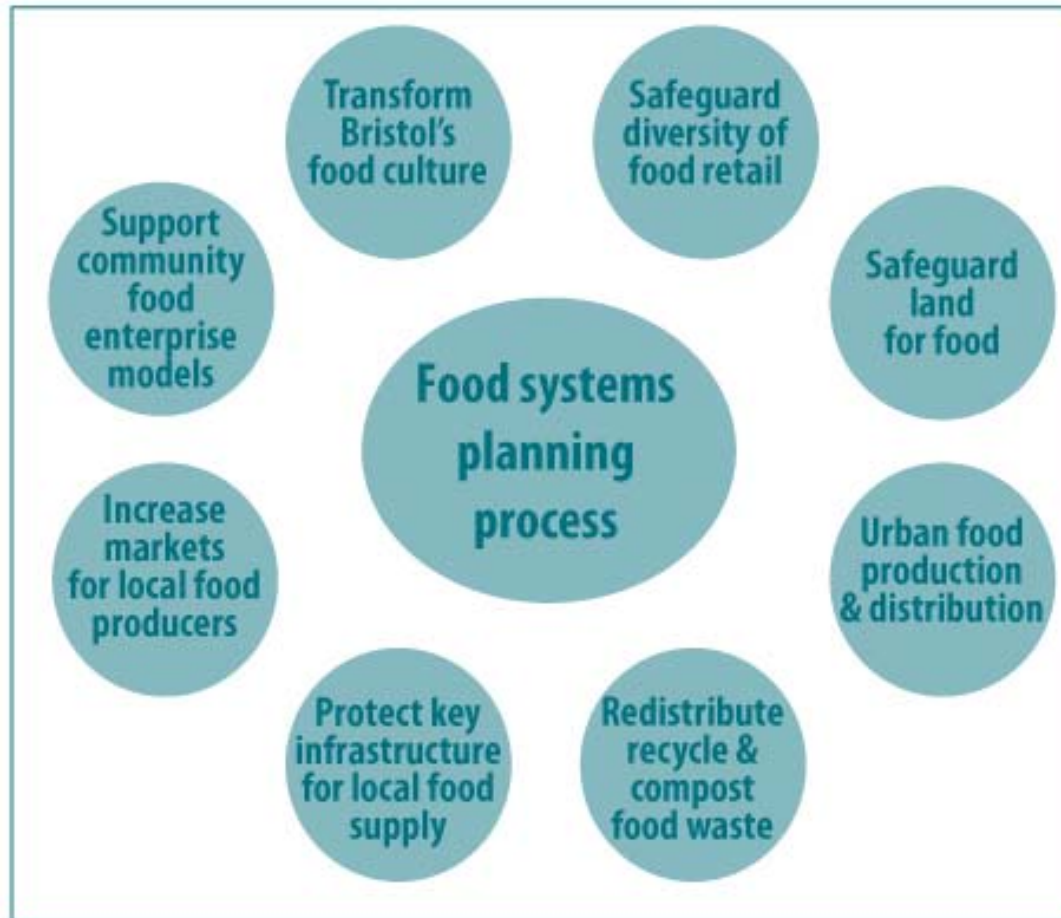 Transform
Bristol's
food culture
Safeguard
diversity of
food retail
Support
community
food
enterprise
models
Safeguard
land
for food
Food systems
planning
process
Increase
markets
for local food
producers
Urban food
production
& distribution
Protect key
infrastructure
for local food
supply
Redistribute
recycle &
compost
food waste